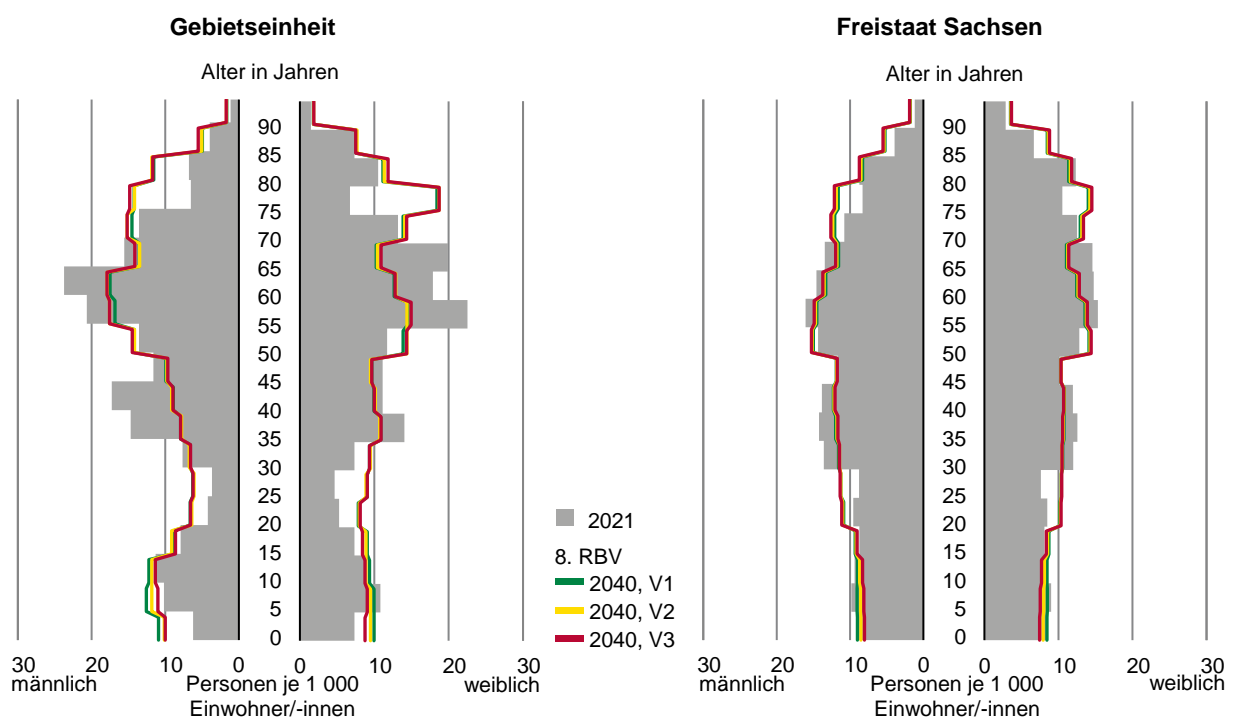 Gebietseinheit
Freistaat Sachsen
Alter in Jahren
Alter in Jahren
90
85
80
75
70
65
60
55
50
45
40
35
30
25
20
15
10
5
0
90
85
80
75
70
65
60
55
50
45
40
35
30
25
20
15
10
5
0
2021
8. RBV
2040, V1
2040, V2
2040, V3
30 20 10 0 0 10 20 30
männlich Personen je 1 000 weiblich
Einwohner/-innen
30 20 10 0 0 10 20 30
männlich Personen je 1 000 weiblich
Einwohner/-innen